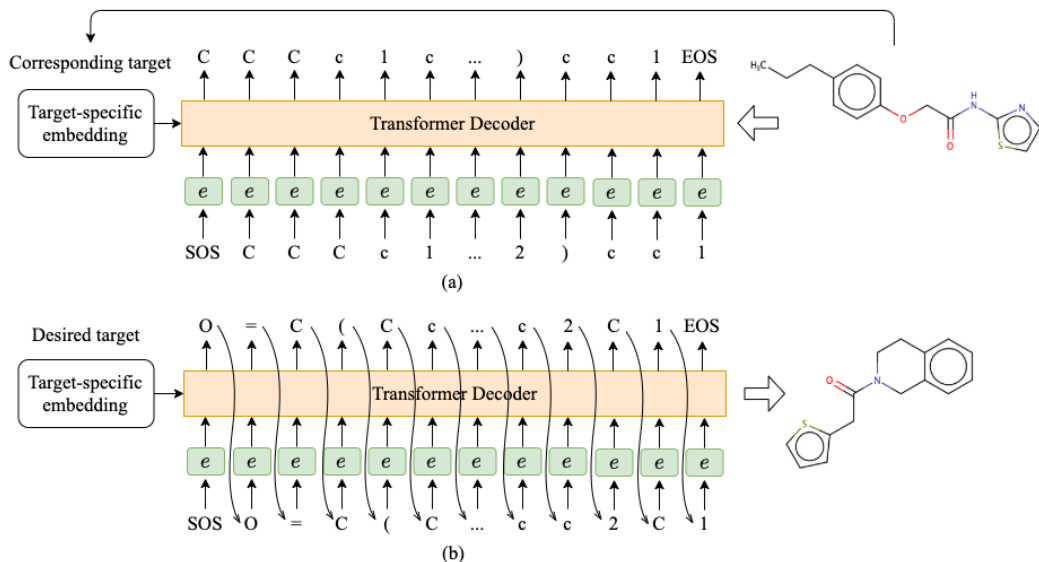 Corresponding target
C C C c 1 c ... ) c c 1 EOS
Target-specific
embedding
Transformer Decoder
e e e e e e e e e e e e
SOS C C C c 1 ... 2 ) c c 1
(a)
H₃C
O
O
H
N
N
S
Desired target
O = C ( C c ... c 2 C 1 EOS
Target-specific
embedding
Transformer Decoder
e e e e e e e e e e e e
SOS O = C ( C ... c c 2 C 1
(b)
O
N
S